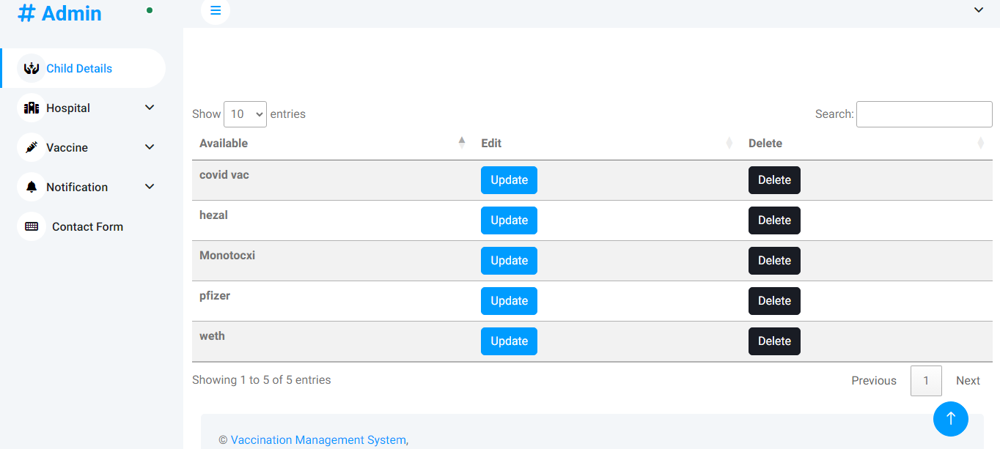 # Admin
Child Details
Hospital
Vaccine
Notification
Contact Form
Show 10 entries
Search:
Available Edit Delete
covid vac Update Delete
hezal Update Delete
Monotocxi Update Delete
pfizer Update Delete
weth Update Delete
Showing 1 to 5 of 5 entries
Previous 1 Next
© Vaccination Management System,